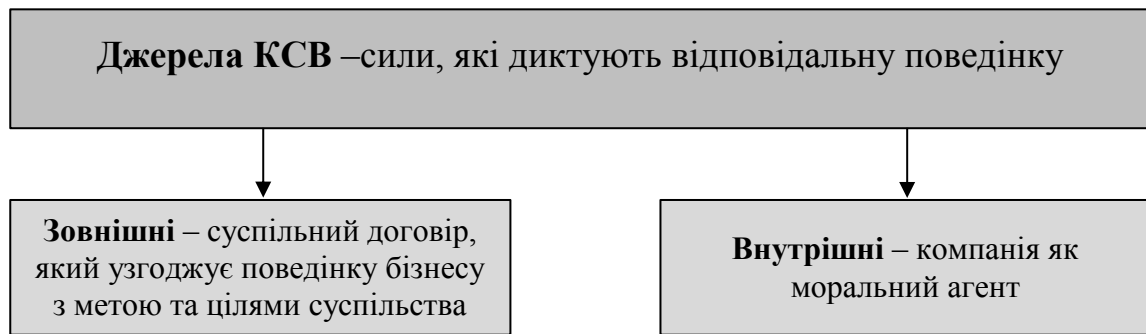 Джерела КСВ –сили, які диктують відповідальну поведінку
Зовнішні – суспільний договір,
який узгоджує поведінку бізнесу
з метою та цілями суспільства
Внутрішні – компанія як
моральний агент